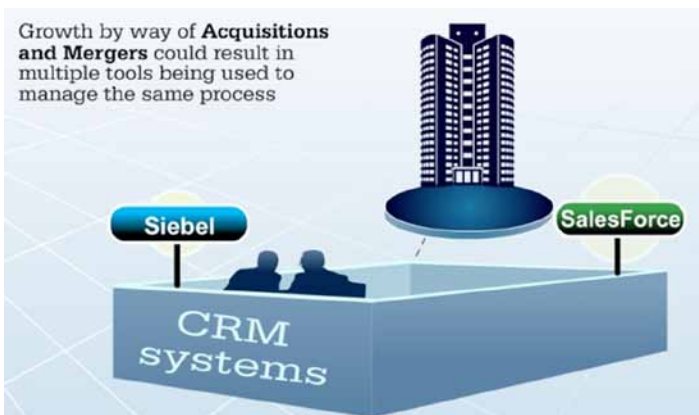 Growth by way of Acquisitions
and Mergers could result in
multiple tools being used to
manage the same process
Siebel
SalesForce
CRM
systems